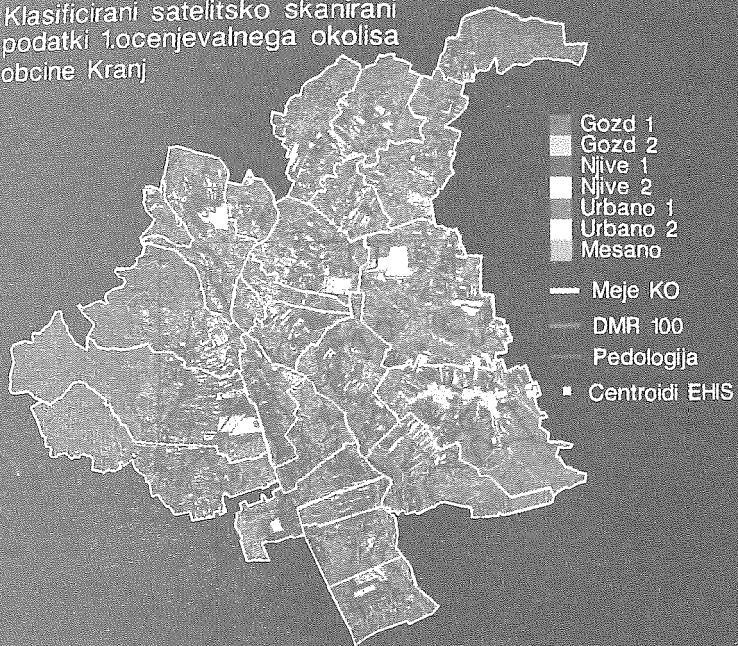 Klasificirani satelitsko skanirani
podatki 1.ocenjevalnega okolisa
obcine Kranj
Gozd 1
Gozd 2
Njive 1
Njive 2
Urbano 1
Urbano 2
Mesano
Meje KO
DMR 100
Pedologija
Centroidi EHIS